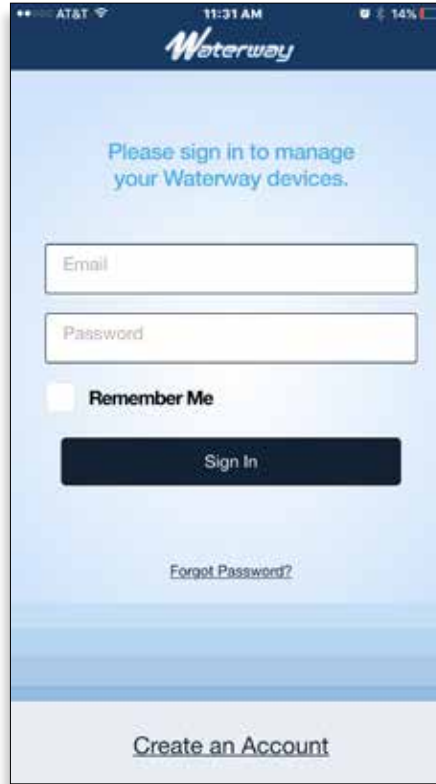 AT&T 11:31 AM 14%
Waterway
Please sign in to manage
your Waterway devices.
Email
Password
Remember Me
Sign In
Forgot Password?
Create an Account